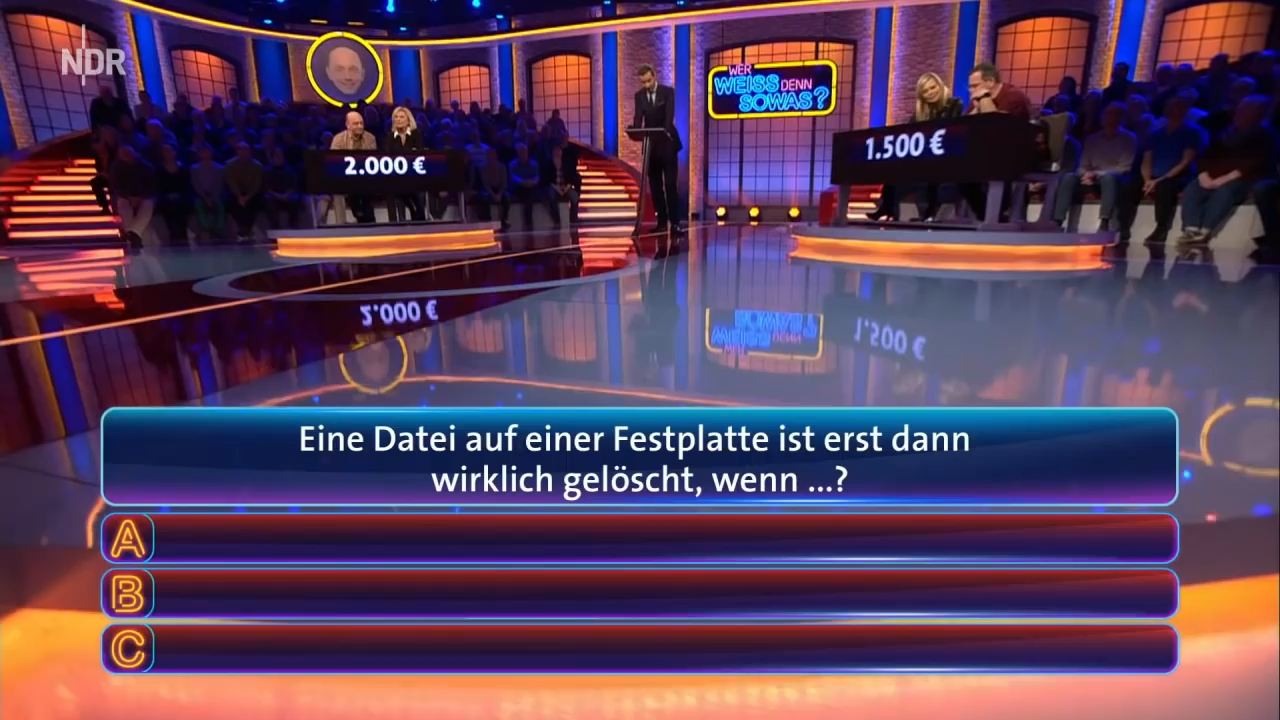 NDR
WER
WEISS DENN
SOWAS?
2.000 €
1.500 €
2.000 €
1.500 €
Eine Datei auf einer Festplatte ist erst dann
wirklich gelöscht, wenn ...?
A
B
C